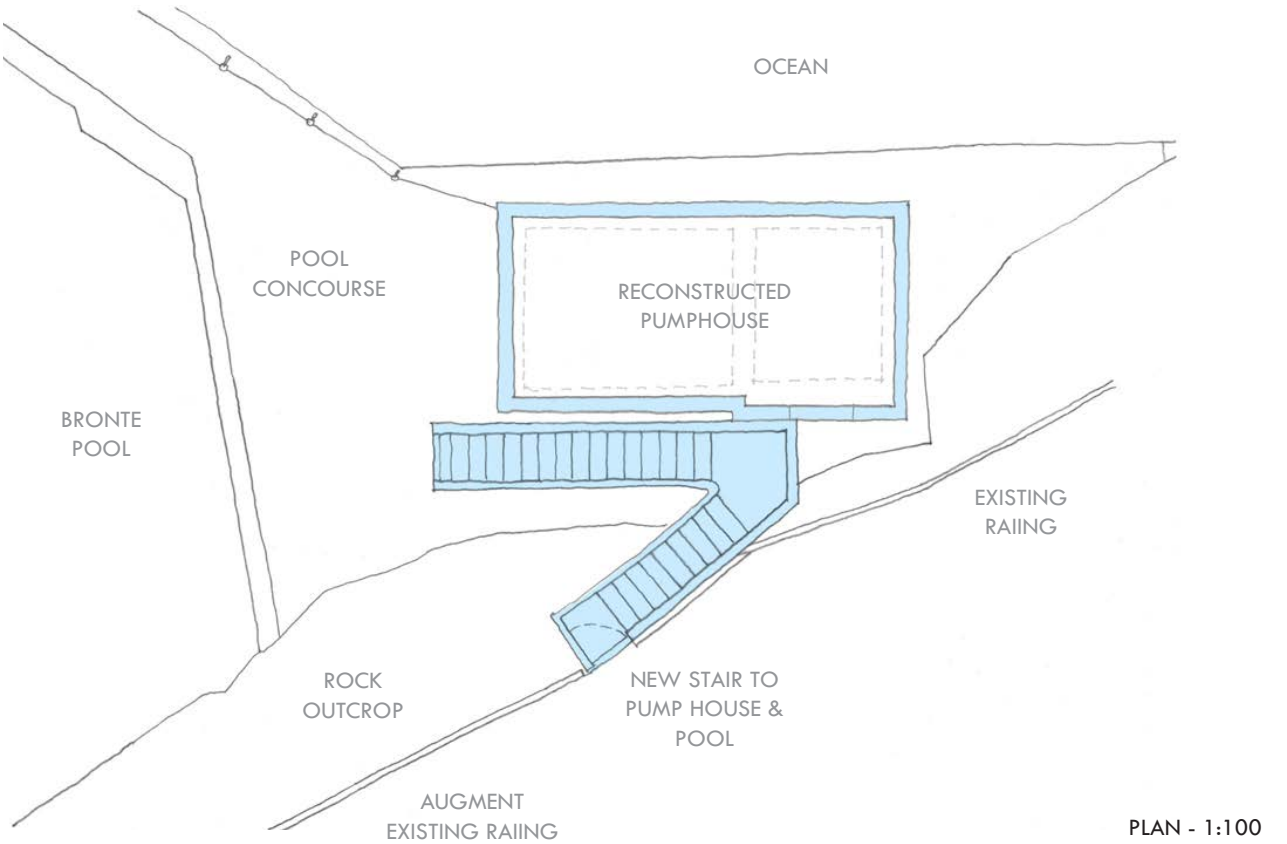 OCEAN
POOL
CONCOURSE
RECONSTRUCTED
PUMPHOUSE
BRONTE
POOL
EXISTING
RAIING
ROCK
OUTCROP
NEW STAIR TO
PUMP HOUSE &
POOL
AUGMENT
EXISTING RAIING
PLAN - 1:100